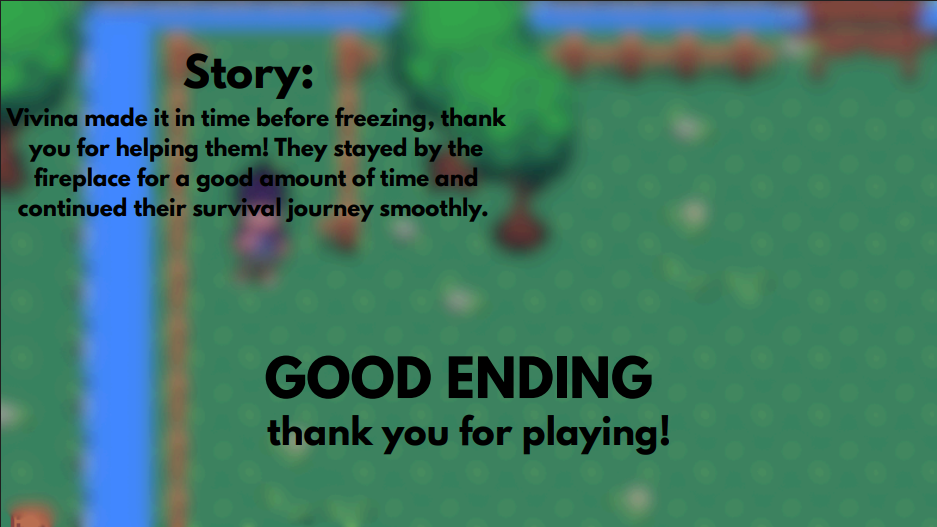 Story:
Vivina made it in time before freezing, thank
you for helping them! They stayed by the
fireplace for a good amount of time and
continued their survival journey smoothly.
GOOD ENDING
thank you for playing!